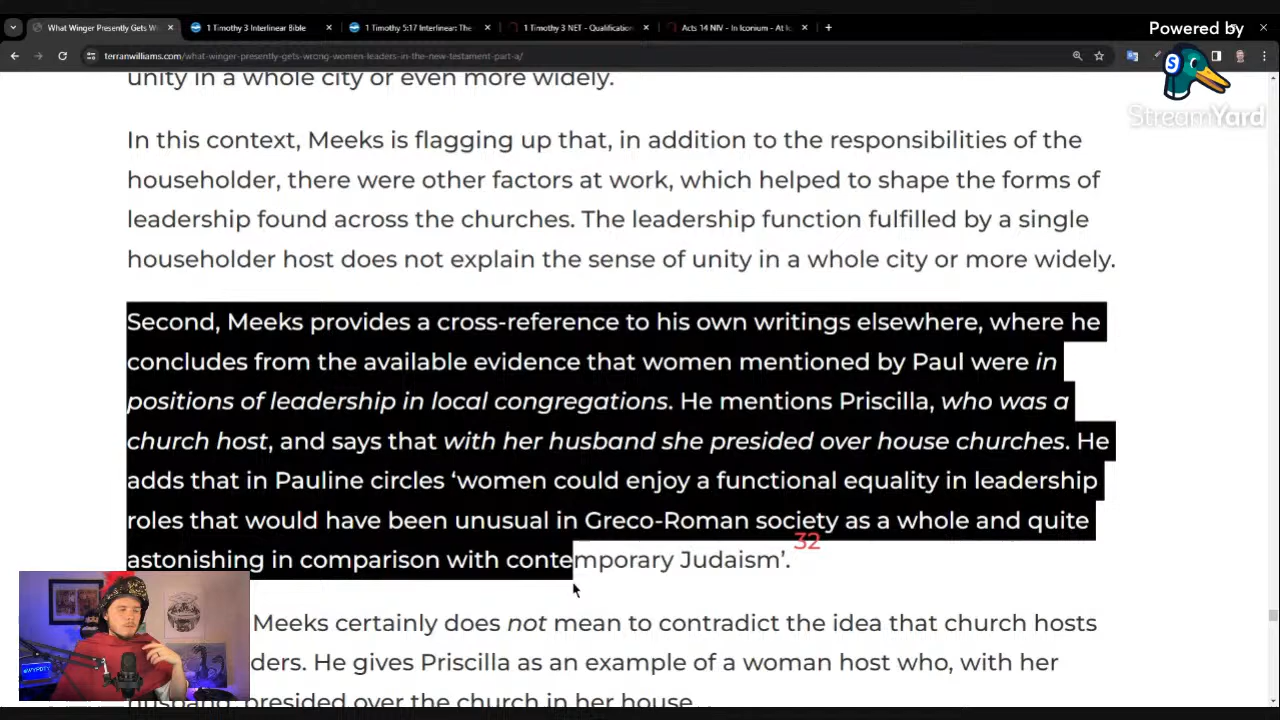 What Winger Presently Gets W
1 Timothy 3 Interlinear Bible
1 Timothy 5:17 Interlinear: The
1 Timothy 3 NET - Qualification
Acts 14 NIV - In Iconium - At Ic
Powered by
terranwilliams.com/what-winger-presently-gets-wrong-women-leaders-in-the-new-testament-part-a/
StreamYard
unity in a whole city or even more widely.
In this context, Meeks is flagging up that, in addition to the responsibilities of the
householder, there were other factors at work, which helped to shape the forms of
leadership found across the churches. The leadership function fulfilled by a single
householder host does not explain the sense of unity in a whole city or more widely.
Second, Meeks provides a cross-reference to his own writings elsewhere, where he
concludes from the available evidence that women mentioned by Paul were in
positions of leadership in local congregations. He mentions Priscilla, who was a
church host, and says that with her husband she presided over house churches. He
adds that in Pauline circles ‘women could enjoy a functional equality in leadership
roles that would have been unusual in Greco-Roman society as a whole and quite
astonishing in comparison with contemporary Judaism’. 32
Meeks certainly does not mean to contradict the idea that church hosts
ders. He gives Priscilla as an example of a woman host who, with her
husband, presided over the church in her house.